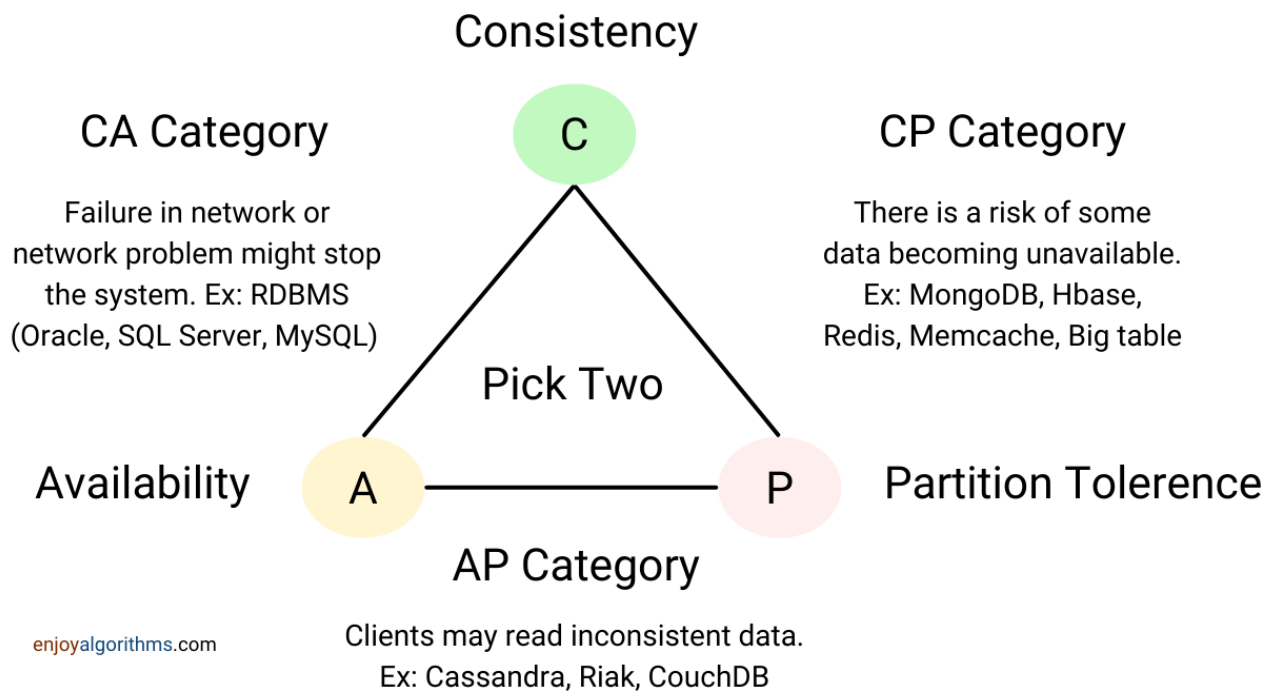 Consistency
C
CA Category
Failure in network or
network problem might stop
the system. Ex: RDBMS
(Oracle, SQL Server, MySQL)
CP Category
There is a risk of some
data becoming unavailable.
Ex: MongoDB, Hbase,
Redis, Memcache, Big table
Pick Two
Availability
A
P
Partition Tolerence
AP Category
Clients may read inconsistent data.
Ex: Cassandra, Riak, CouchDB
enjoyalgorithms.com